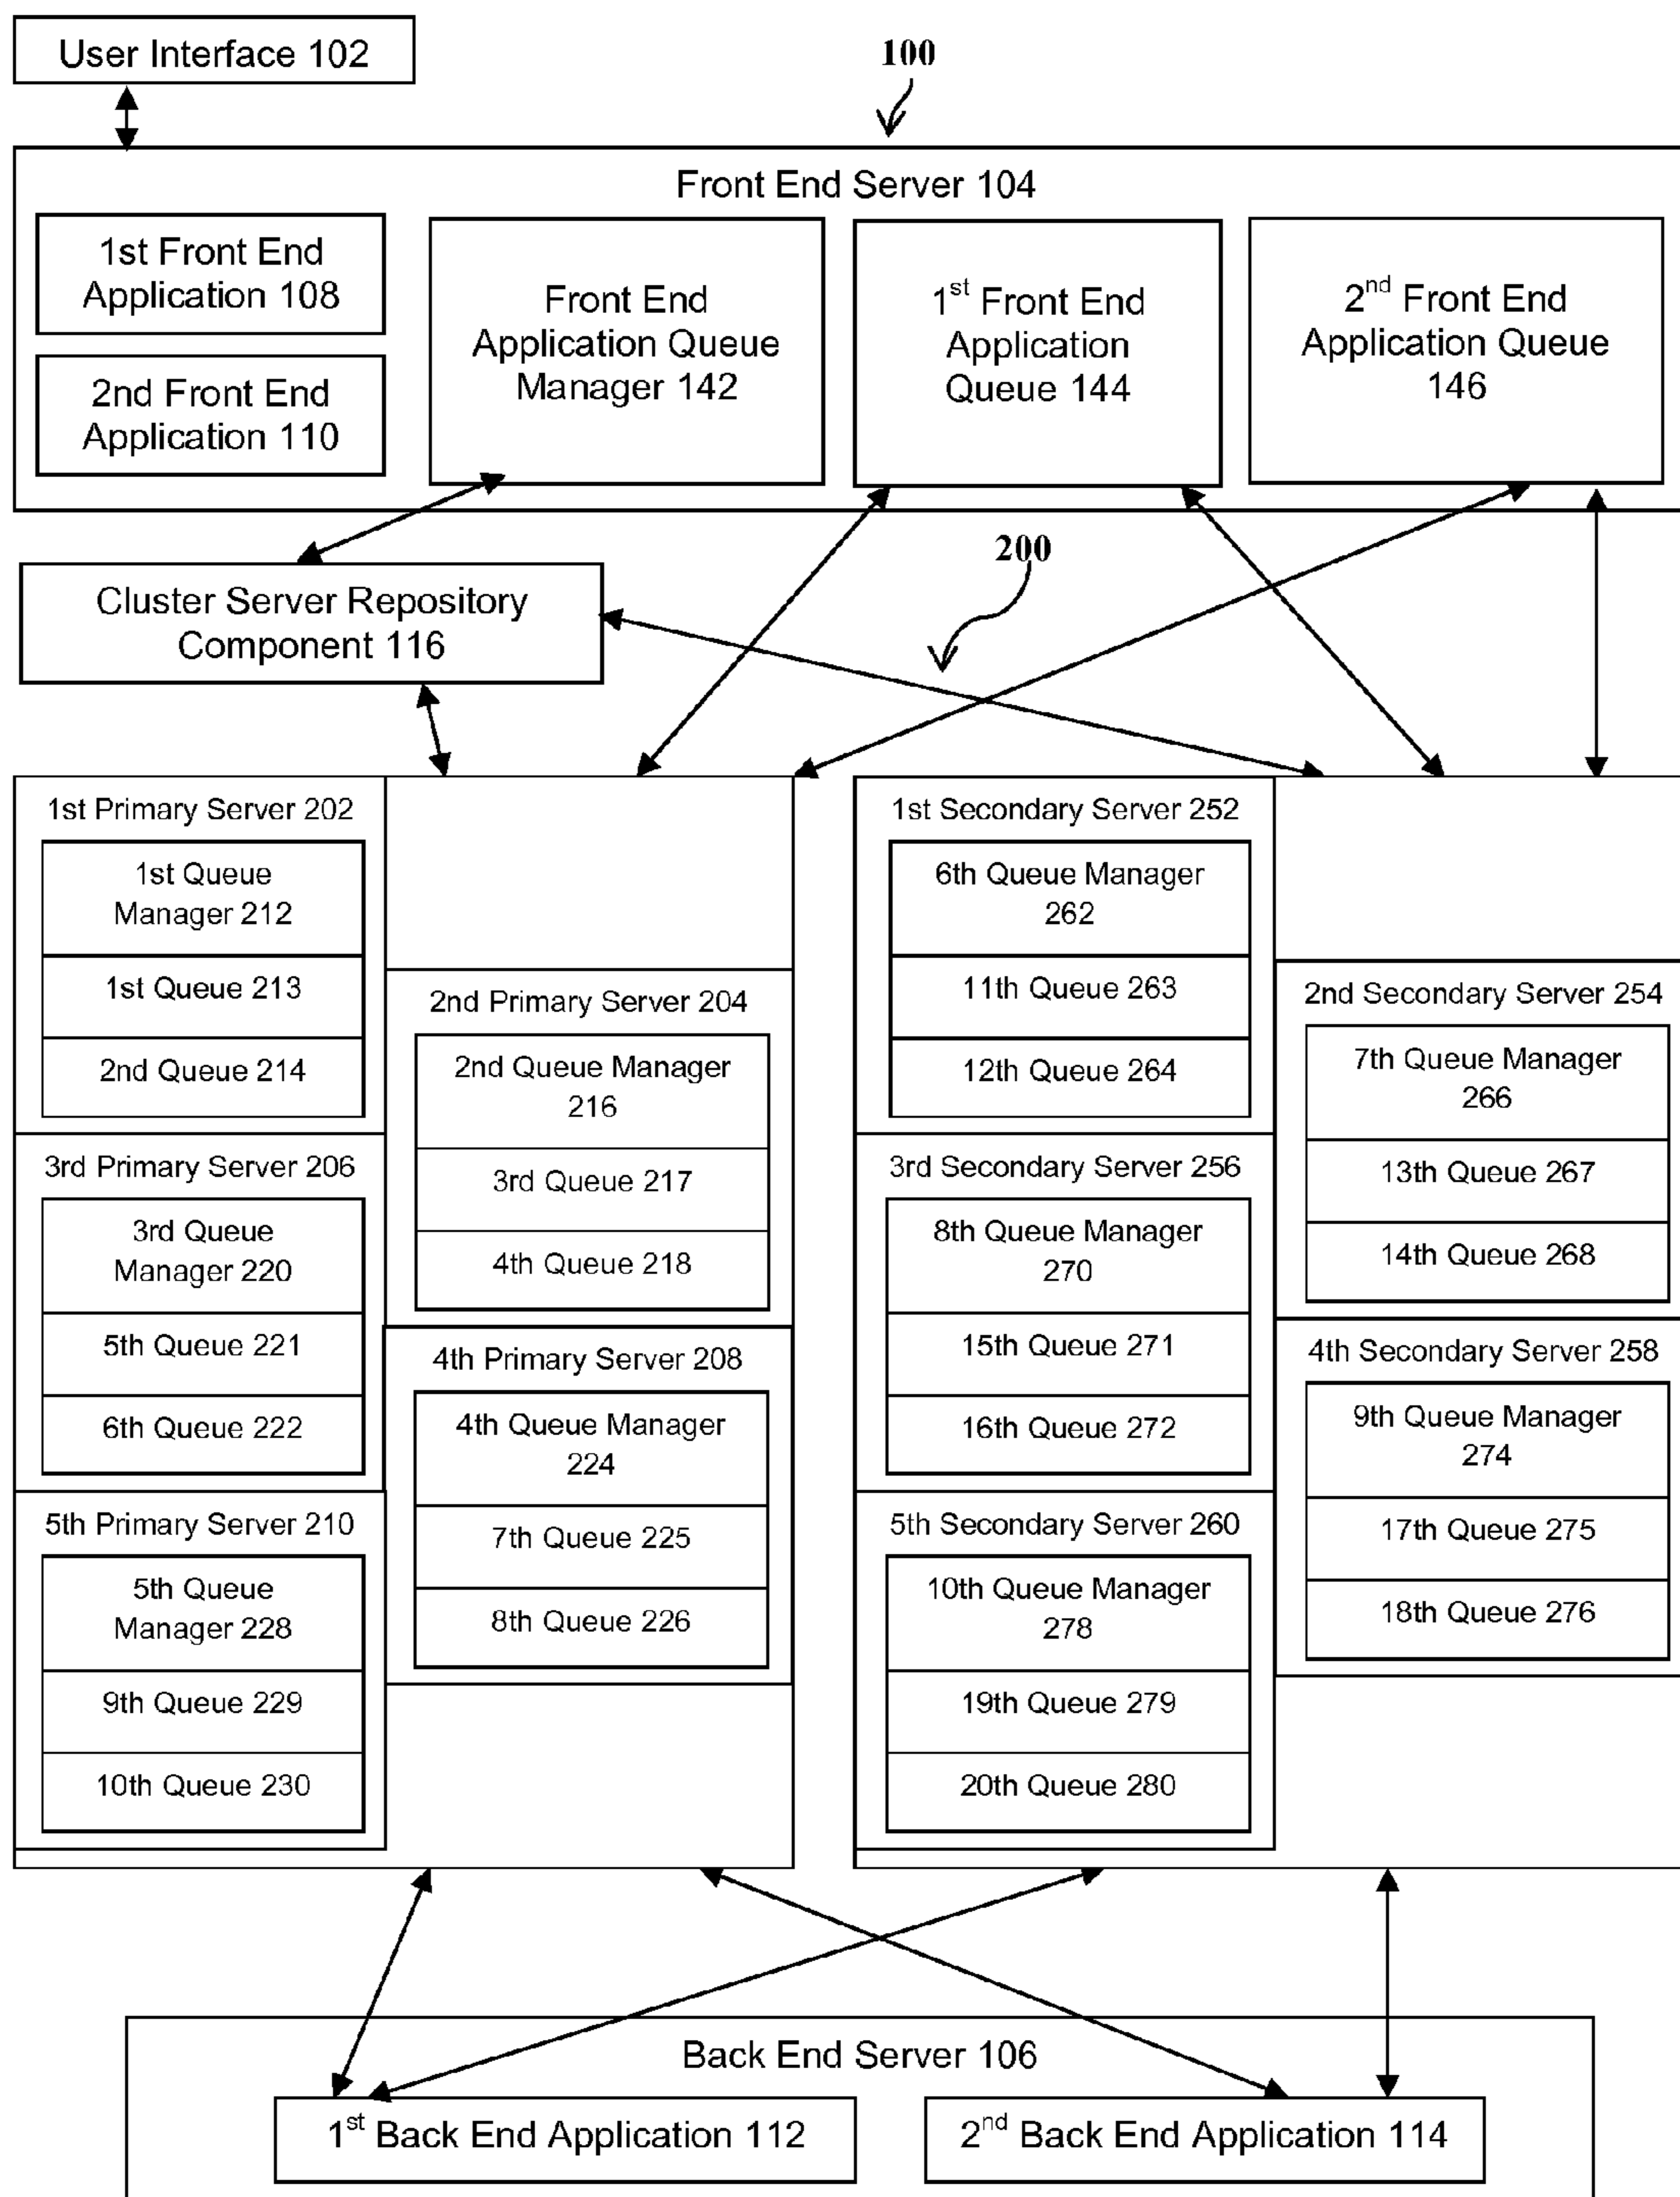 User Interface 102
100
Front End Server 104
1st Front End
Application 108
2nd Front End
Application 110
Front End
Application Queue
Manager 142
1st Front End
Application
Queue 144
2nd Front End
Application Queue
146
200
Cluster Server Repository
Component 116
1st Primary Server 202
1st Queue
Manager 212
1st Queue 213
2nd Queue 214
2nd Primary Server 204
2nd Queue Manager
216
3rd Queue 217
4th Queue 218
3rd Primary Server 206
3rd Queue
Manager 220
5th Queue 221
6th Queue 222
4th Primary Server 208
4th Queue Manager
224
7th Queue 225
8th Queue 226
5th Primary Server 210
5th Queue
Manager 228
9th Queue 229
10th Queue 230
1st Secondary Server 252
6th Queue Manager
262
11th Queue 263
12th Queue 264
2nd Secondary Server 254
7th Queue Manager
266
13th Queue 267
14th Queue 268
3rd Secondary Server 256
8th Queue Manager
270
15th Queue 271
16th Queue 272
4th Secondary Server 258
9th Queue Manager
274
17th Queue 275
18th Queue 276
5th Secondary Server 260
10th Queue Manager
278
19th Queue 279
20th Queue 280
Back End Server 106
1st Back End Application 112
2nd Back End Application 114